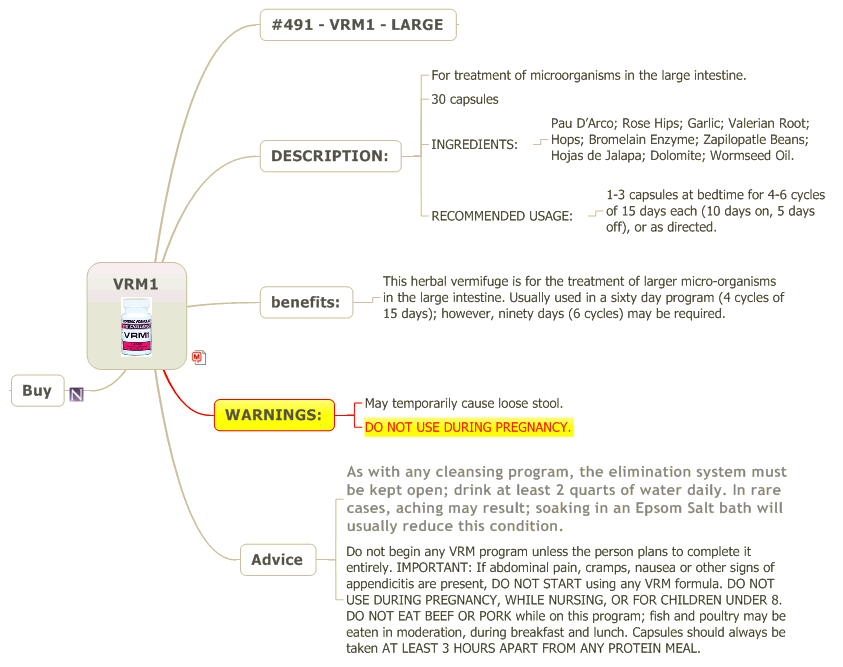 #491 - VRM1 - LARGE
DESCRIPTION:
For treatment of microorganisms in the large intestine.
30 capsules
INGREDIENTS:
Pau D’Arco; Rose Hips; Garlic; Valerian Root;
Hops; Bromelain Enzyme; Zapilopatle Beans;
Hojas de Jalapa; Dolomite; Wormseed Oil.
RECOMMENDED USAGE:
1-3 capsules at bedtime for 4-6 cycles
of 15 days each (10 days on, 5 days
off), or as directed.
VRM1
VRM1
benefits:
This herbal vermifuge is for the treatment of larger micro-organisms
in the large intestine. Usually used in a sixty day program (4 cycles of
15 days); however, ninety days (6 cycles) may be required.
Buy
N
M
WARNINGS:
May temporarily cause loose stool.
DO NOT USE DURING PREGNANCY.
Advice
As with any cleansing program, the elimination system must
be kept open; drink at least 2 quarts of water daily. In rare
cases, aching may result; soaking in an Epsom Salt bath will
usually reduce this condition.
Do not begin any VRM program unless the person plans to complete it
entirely. IMPORTANT: If abdominal pain, cramps, nausea or other signs of
appendicitis are present, DO NOT START using any VRM formula. DO NOT
USE DURING PREGNANCY, WHILE NURSING, OR FOR CHILDREN UNDER 8.
DO NOT EAT BEEF OR PORK while on this program; fish and poultry may be
eaten in moderation, during breakfast and lunch. Capsules should always be
taken AT LEAST 3 HOURS APART FROM ANY PROTEIN MEAL.